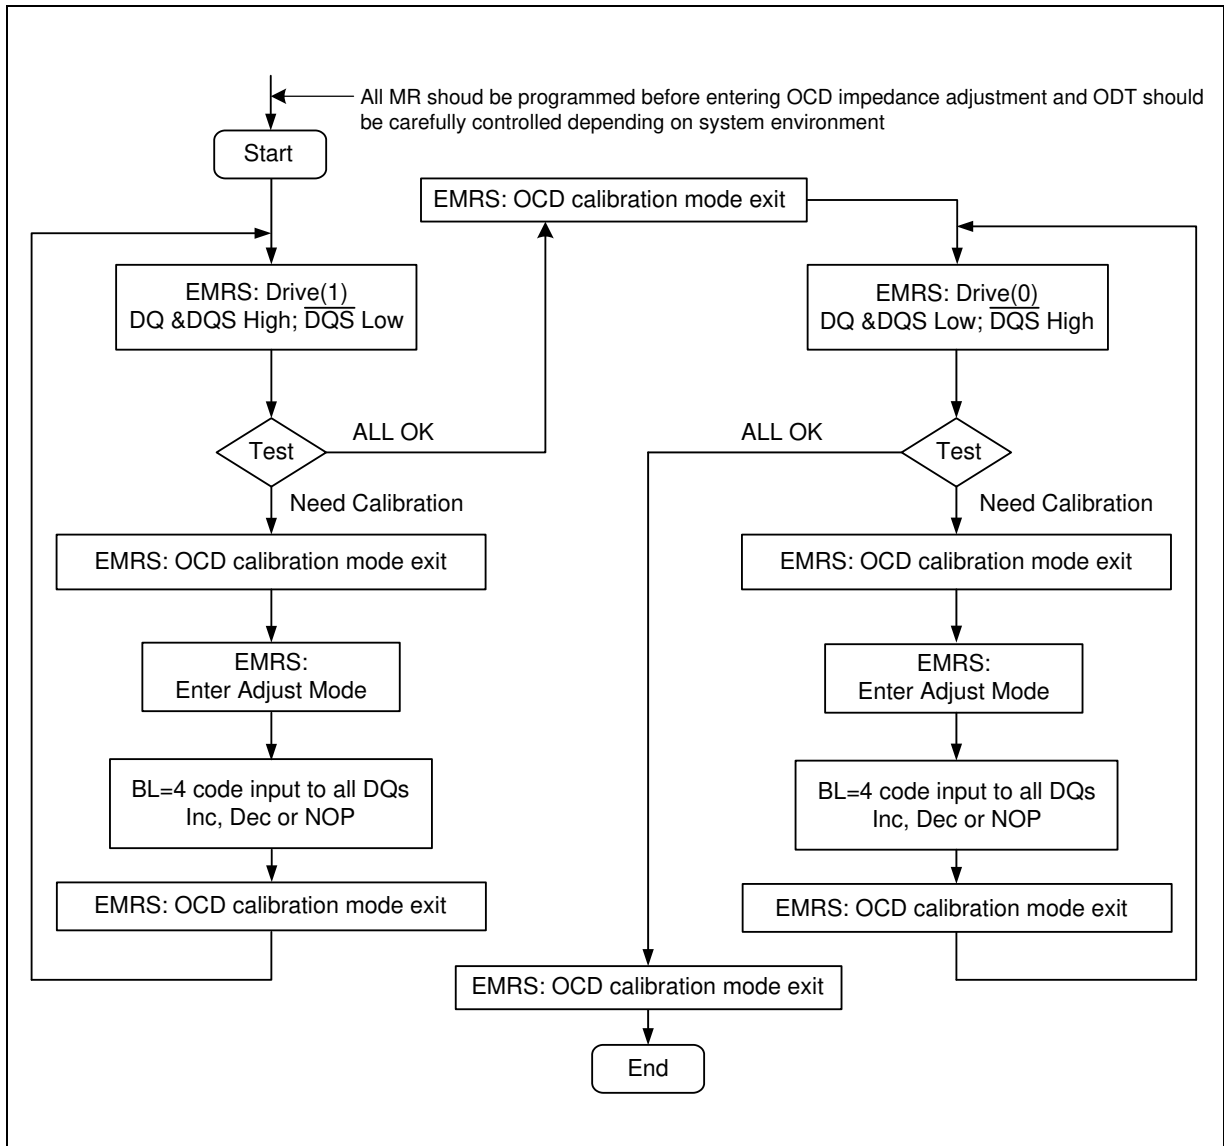 All MR shoud be programmed before entering OCD impedance adjustment and ODT should
be carefully controlled depending on system environment
Start
EMRS: OCD calibration mode exit
EMRS: Drive(1)
DQ &DQS High; D̅Q̅S̅ Low
Test
ALL OK
Need Calibration
EMRS: OCD calibration mode exit
EMRS:
Enter Adjust Mode
BL=4 code input to all DQs
Inc, Dec or NOP
EMRS: OCD calibration mode exit
EMRS: Drive(0)
DQ &DQS Low; D̅Q̅S̅ High
ALL OK
Test
Need Calibration
EMRS: OCD calibration mode exit
EMRS:
Enter Adjust Mode
BL=4 code input to all DQs
Inc, Dec or NOP
EMRS: OCD calibration mode exit
EMRS: OCD calibration mode exit
End